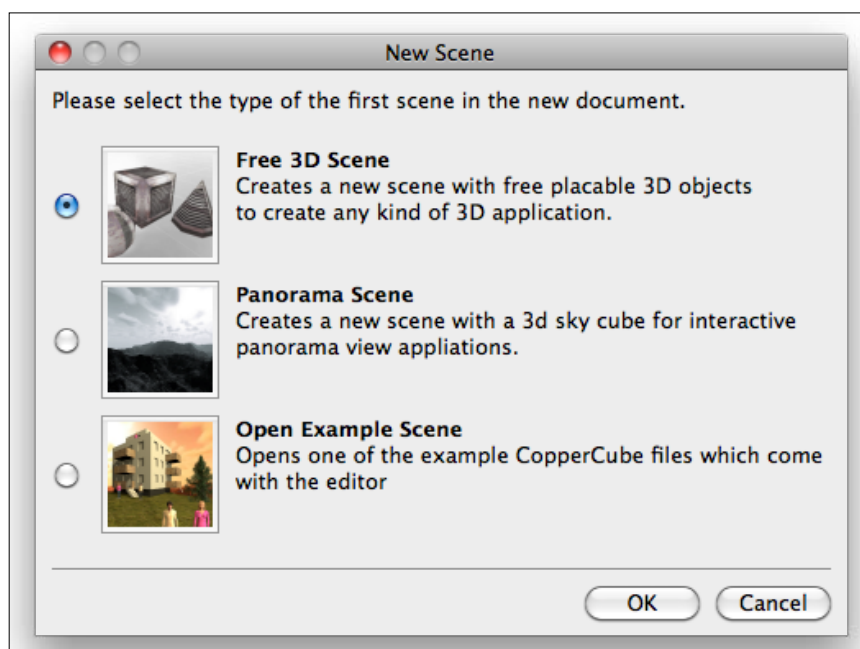 New Scene
Please select the type of the first scene in the new document.
Free 3D Scene
Creates a new scene with free placable 3D objects
to create any kind of 3D application.
Panorama Scene
Creates a new scene with a 3d sky cube for interactive
panorama view appliations.
Open Example Scene
Opens one of the example CopperCube files which come
with the editor
OK
Cancel